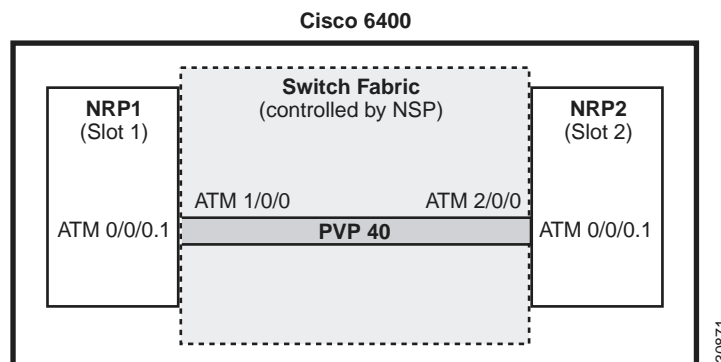 Cisco 6400
Switch Fabric
(controlled by NSP)
NRP1
(Slot 1)
NRP2
(Slot 2)
ATM 1/0/0
ATM 2/0/0
ATM 0/0/0.1
PVP 40
ATM 0/0/0.1